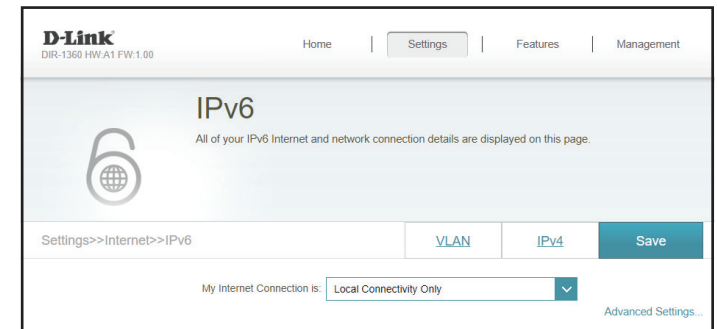 D-Link
DIR-1360 HW:A1 FW:1.00
Home | Settings | Features | Management
IPv6
All of your IPv6 Internet and network connection details are displayed on this page.
Settings>>Internet>>IPv6
VLAN
IPv4
Save
My Internet Connection is: Local Connectivity Only
Advanced Settings...